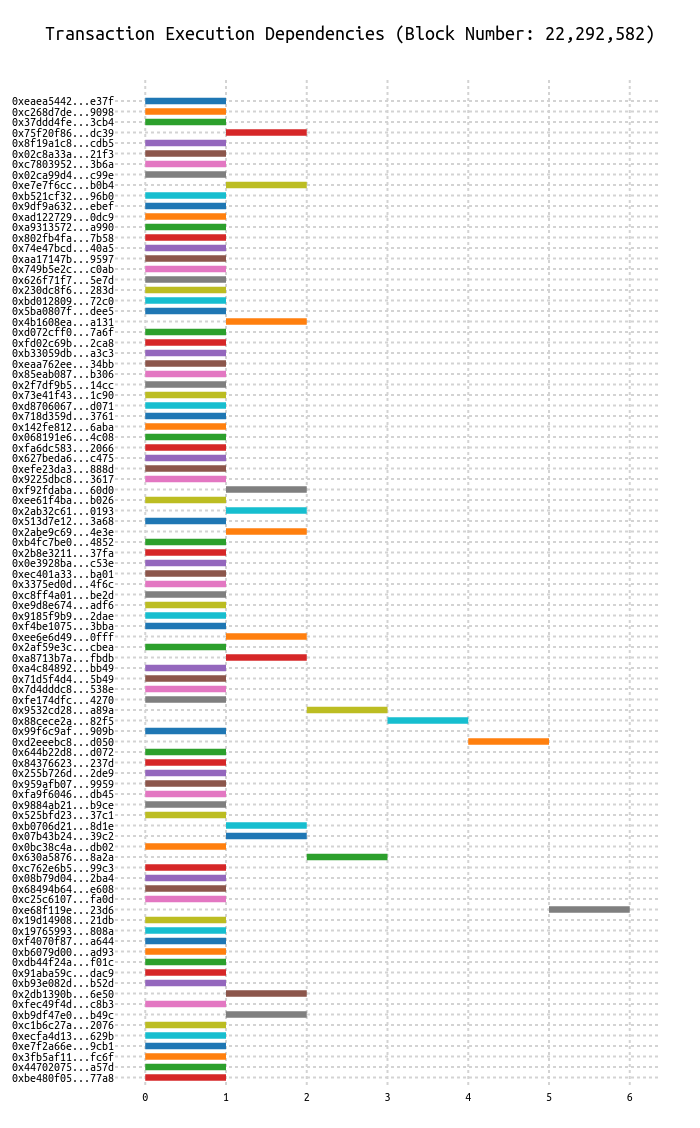 Transaction Execution Dependencies (Block Number: 22,292,582)
0xeaea5442...e37f
0xc268d7de...9098
0x37ddd4fe...3cb4
0x75f20f86...dc39
0x8f19a1c8...cdb5
0x02c8a33a...21f3
0xc7803952...3b6a
0x02ca99d4...c99e
0xe7e7f6cc...b0b4
0xb521cf32...96b0
0x9df9a632...ebef
0xad122729...0dc9
0xa9313572...a990
0x802fb4fa...7b58
0x74e47bcd...40a5
0xaa17147b...9597
0x749b5e2c...c0ab
0x626f71f7...5e7d
0x230dc8f6...283d
0xbd012809...72c0
0x5ba0807f...dee5
0x4b1608ea...a131
0xd072cff0...7a6f
0xfd02c69b...2ca8
0xb33059db...a3c3
0xeaa762ee...34bb
0x85eab087...b306
0x2f7df9b5...14cc
0x73e41f43...1c90
0xd8706067...d071
0x718d359d...3761
0x142fe812...6aba
0x068191e6...4c08
0xfa6dc583...2066
0x627beda6...c475
0xefe23da3...888d
0x9225dbc8...3617
0xf92fdaba...60d0
0xee61f4ba...b026
0x2ab32c61...0193
0x513d7e12...3a68
0x2abe9c69...4e3e
0xb4fc7be0...4852
0x2b8e3211...37fa
0x0e3928ba...c53e
0xec401a33...ba01
0x3375ed0d...4f6c
0xc8ff4a01...be2d
0xe9d8e674...adf6
0x9185f9b9...2dae
0xf4be1075...3bba
0xee6e6d49...0fff
0x2af59e3c...cbea
0xa8713b7a...fbdb
0xa4c84892...bb49
0x71d5f4d4...5b49
0x7d4dddc8...538e
0xfe174dfc...4270
0x9532cd28...a89a
0x88cece2a...82f5
0x99f6c9af...909b
0xd2eeebc8...d050
0x644b22d8...d072
0x84376623...237d
0x255b726d...2de9
0x959afb07...9959
0xfa9f6046...db45
0x9884ab21...b9ce
0x525bfd23...37c1
0xb0706d21...8d1e
0x07b43b24...39c2
0x0bc38c4a...db02
0x630a5876...8a2a
0xc762e6b5...99c3
0x08b79d04...2ba4
0x68494b64...e608
0xc25c6107...fa0d
0xe68f119e...23d6
0x19d14908...21db
0x19765993...808a
0xf4070f87...a644
0xb6079d00...ad93
0xdb44f24a...f01c
0x91aba59c...dac9
0xb93e082d...b52d
0x2db1390b...6e50
0xfec49f4d...c8b3
0xb9df47e0...b49c
0xc1b6c27a...2076
0xecfa4d13...629b
0xe7f2a66e...9cb1
0x3fb5af11...fc6f
0x44702075...a57d
0xbe480f05...77a8
0 1 2 3 4 5 6